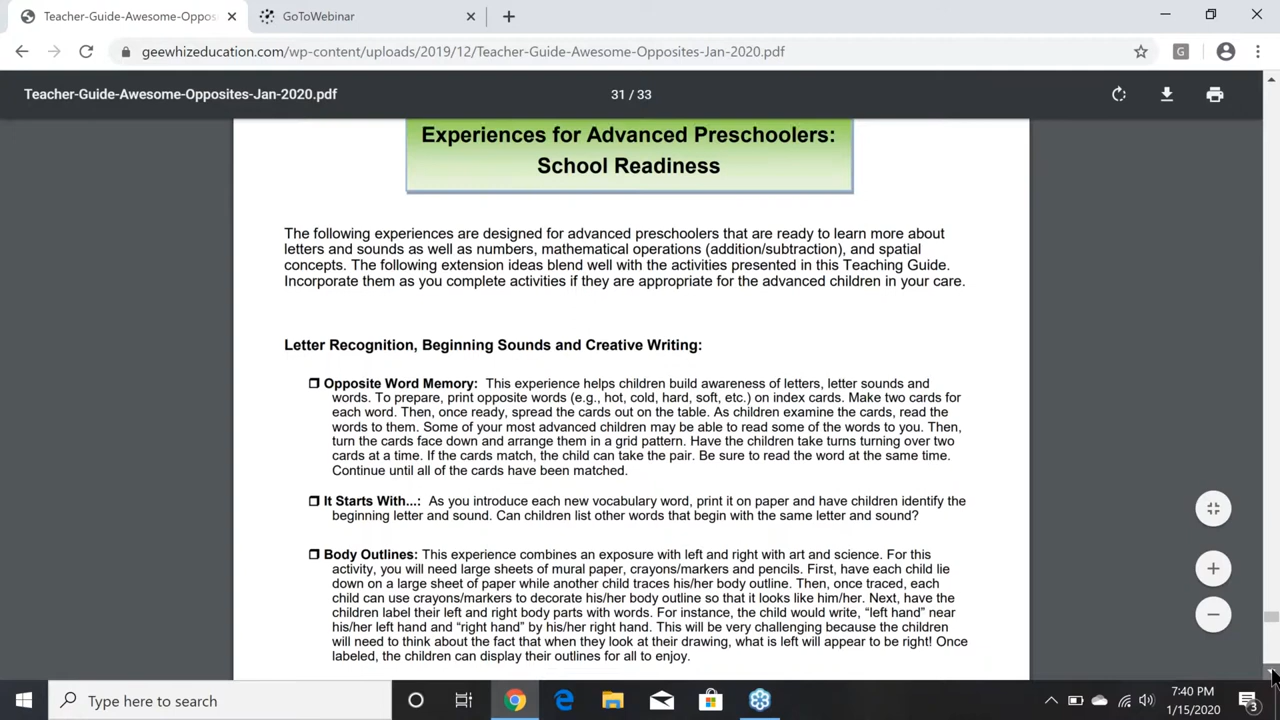 Teacher-Guide-Awesome-Oppos
GoToWebinar
geewhizeducation.com/wp-content/uploads/2019/12/Teacher-Guide-Awesome-Opposites-Jan-2020.pdf
G
Teacher-Guide-Awesome-Opposites-Jan-2020.pdf
31 / 33
Experiences for Advanced Preschoolers:
School Readiness
The following experiences are designed for advanced preschoolers that are ready to learn more about
letters and sounds as well as numbers, mathematical operations (addition/subtraction), and spatial
concepts. The following extension ideas blend well with the activities presented in this Teaching Guide.
Incorporate them as you complete activities if they are appropriate for the advanced children in your care.
Letter Recognition, Beginning Sounds and Creative Writing:
Opposite Word Memory: This experience helps children build awareness of letters, letter sounds and
words. To prepare, print opposite words (e.g., hot, cold, hard, soft, etc.) on index cards. Make two cards for
each word. Then, once ready, spread the cards out on the table. As children examine the cards, read the
words to them. Some of your most advanced children may be able to read some of the words to you. Then,
turn the cards face down and arrange them in a grid pattern. Have the children take turns turning over two
cards at a time. If the cards match, the child can take the pair. Be sure to read the word at the same time.
Continue until all of the cards have been matched.
It Starts With...: As you introduce each new vocabulary word, print it on paper and have children identify the
beginning letter and sound. Can children list other words that begin with the same letter and sound?
Body Outlines: This experience combines an exposure with left and right with art and science. For this
activity, you will need large sheets of mural paper, crayons/markers and pencils. First, have each child lie
down on a large sheet of paper while another child traces his/her body outline. Then, once traced, each
child can use crayons/markers to decorate his/her body outline so that it looks like him/her. Next, have the
children label their left and right body parts with words. For instance, the child would write, “left hand” near
his/her left hand and “right hand” by his/her right hand. This will be very challenging because the children
will need to think about the fact that when they look at their drawing, what is left will appear to be right! Once
labeled, the children can display their outlines for all to enjoy.
Type here to search
7:40 PM
1/15/2020
3